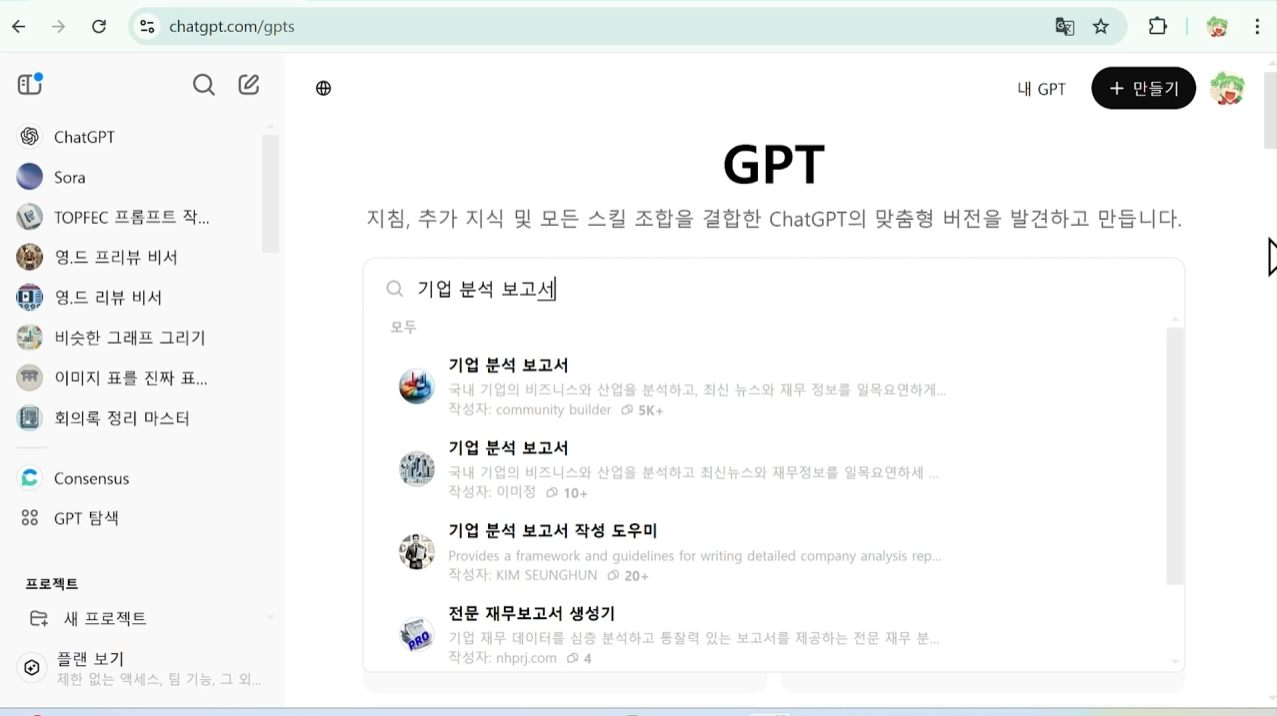 chatgpt.com/gpts
내 GPT
+ 만들기
ChatGPT
Sora
TOPFEC 프롬프트 작...
영.드 프리뷰 비서
영.드 리뷰 비서
비슷한 그래프 그리기
이미지 표를 진짜 표...
회의록 정리 마스터
Consensus
GPT 탐색
프로젝트
새 프로젝트
플랜 보기
제한 없는 액세스, 팀 기능, 그 외...
GPT
지침, 추가 지식 및 모든 스킬 조합을 결합한 ChatGPT의 맞춤형 버전을 발견하고 만듭니다.
기업 분석 보고서
모두
기업 분석 보고서
국내 기업의 비즈니스와 산업을 분석하고, 최신 뉴스와 재무 정보를 일목요연하게...
작성자: community builder 5K+
기업 분석 보고서
국내 기업의 비즈니스와 산업을 분석하고 최신뉴스와 재무정보를 일목요연하세 ...
작성자: 이미정 10+
기업 분석 보고서 작성 도우미
Provides a framework and guidelines for writing detailed company analysis rep...
작성자: KIM SEUNGHUN 20+
PRO
전문 재무보고서 생성기
기업 재무 데이터를 심층 분석하고 통찰력 있는 보고서를 제공하는 전문 재무 분...
작성자: nhprj.com 4